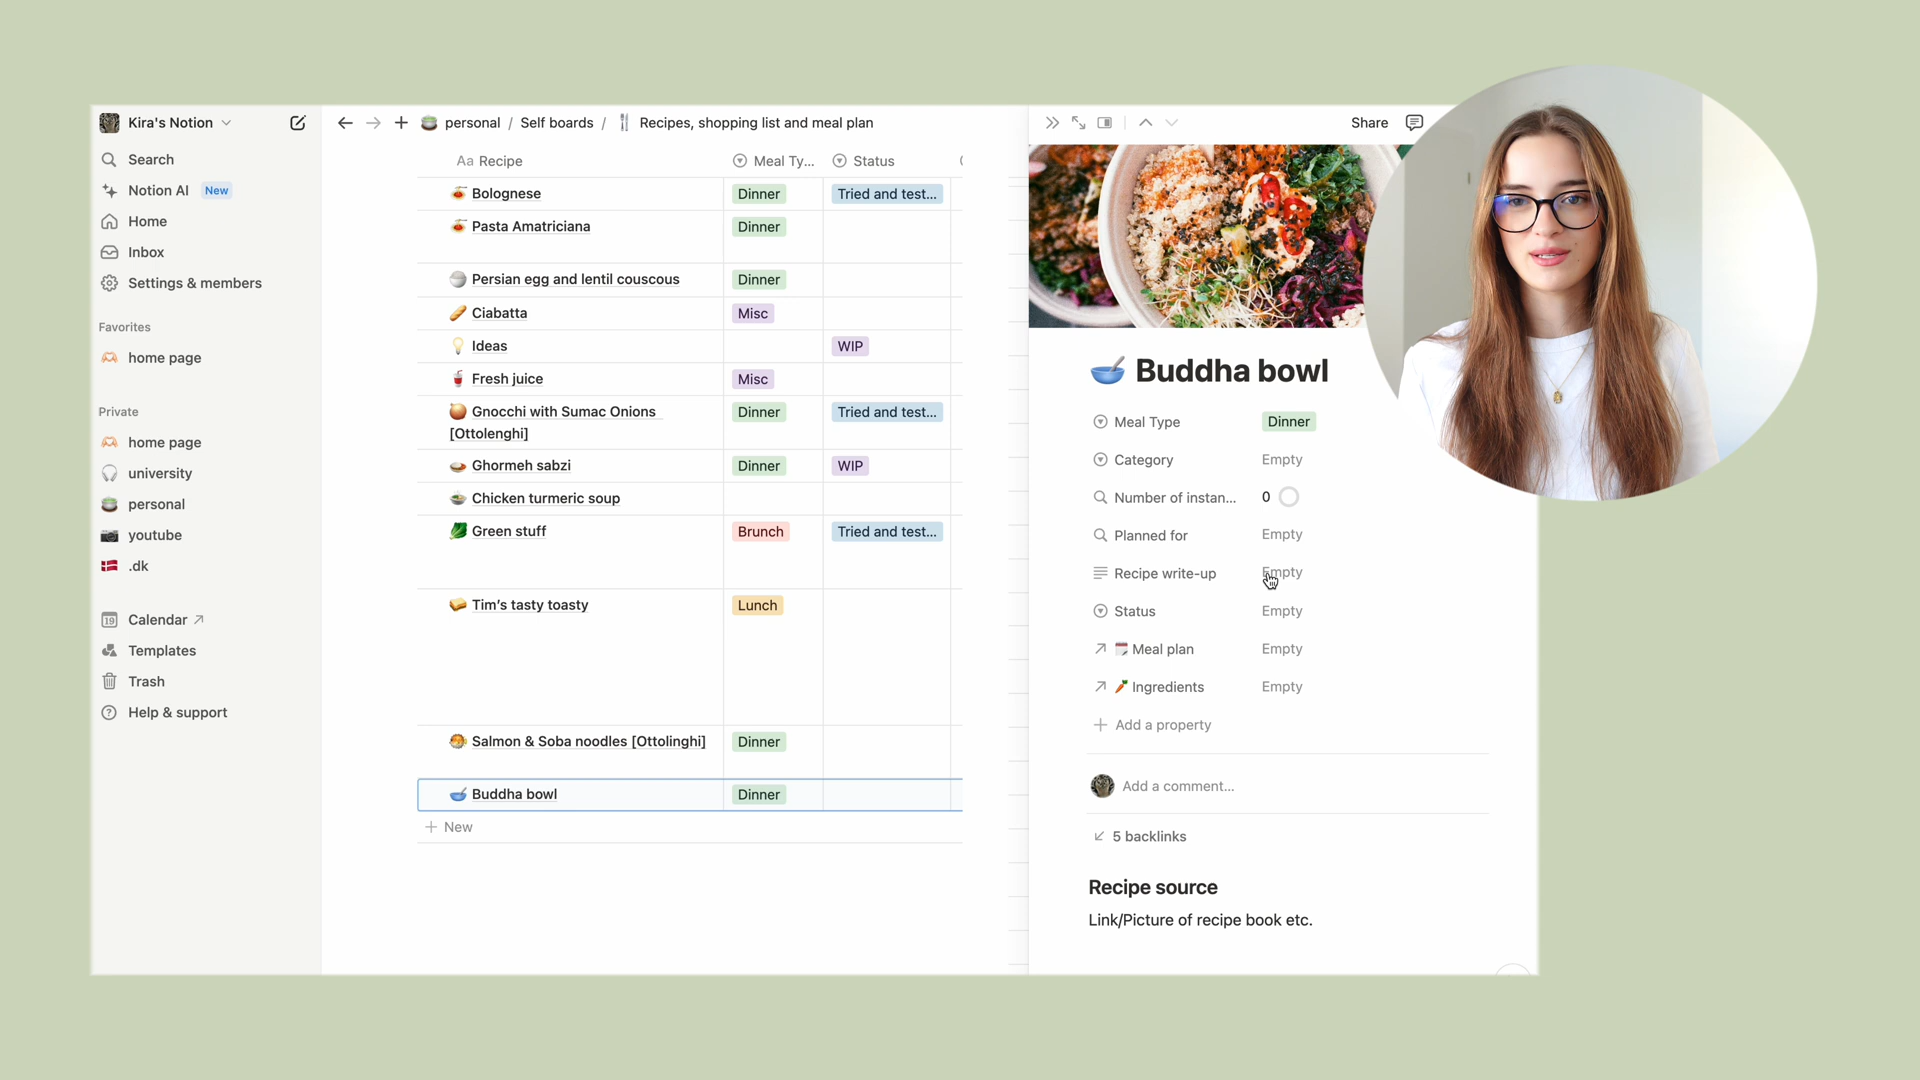 Kira's Notion
Search
Notion AI New
Home
Inbox
Settings & members
Favorites
home page
Private
home page
university
personal
youtube
.dk
19 Calendar
Templates
Trash
Help & support
personal / Self boards / Recipes, shopping list and meal plan
Aa Recipe Meal Ty... Status
Bolognese Dinner Tried and test...
Pasta Amatriciana Dinner
Persian egg and lentil couscous Dinner
Ciabatta Misc
Ideas WIP
Fresh juice Misc
Gnocchi with Sumac Onions Dinner Tried and test...
[Ottolenghi]
Ghormeh sabzi Dinner WIP
Chicken turmeric soup
Green stuff Brunch Tried and test...
Tim's tasty toasty Lunch
Salmon & Soba noodles [Ottolinghi] Dinner
Buddha bowl Dinner
New
Share
Buddha bowl
Meal Type Dinner
Category Empty
Number of instan... 0
Planned for Empty
Recipe write-up Empty
Status Empty
Meal plan Empty
Ingredients Empty
Add a property
Add a comment...
5 backlinks
Recipe source
Link/Picture of recipe book etc.